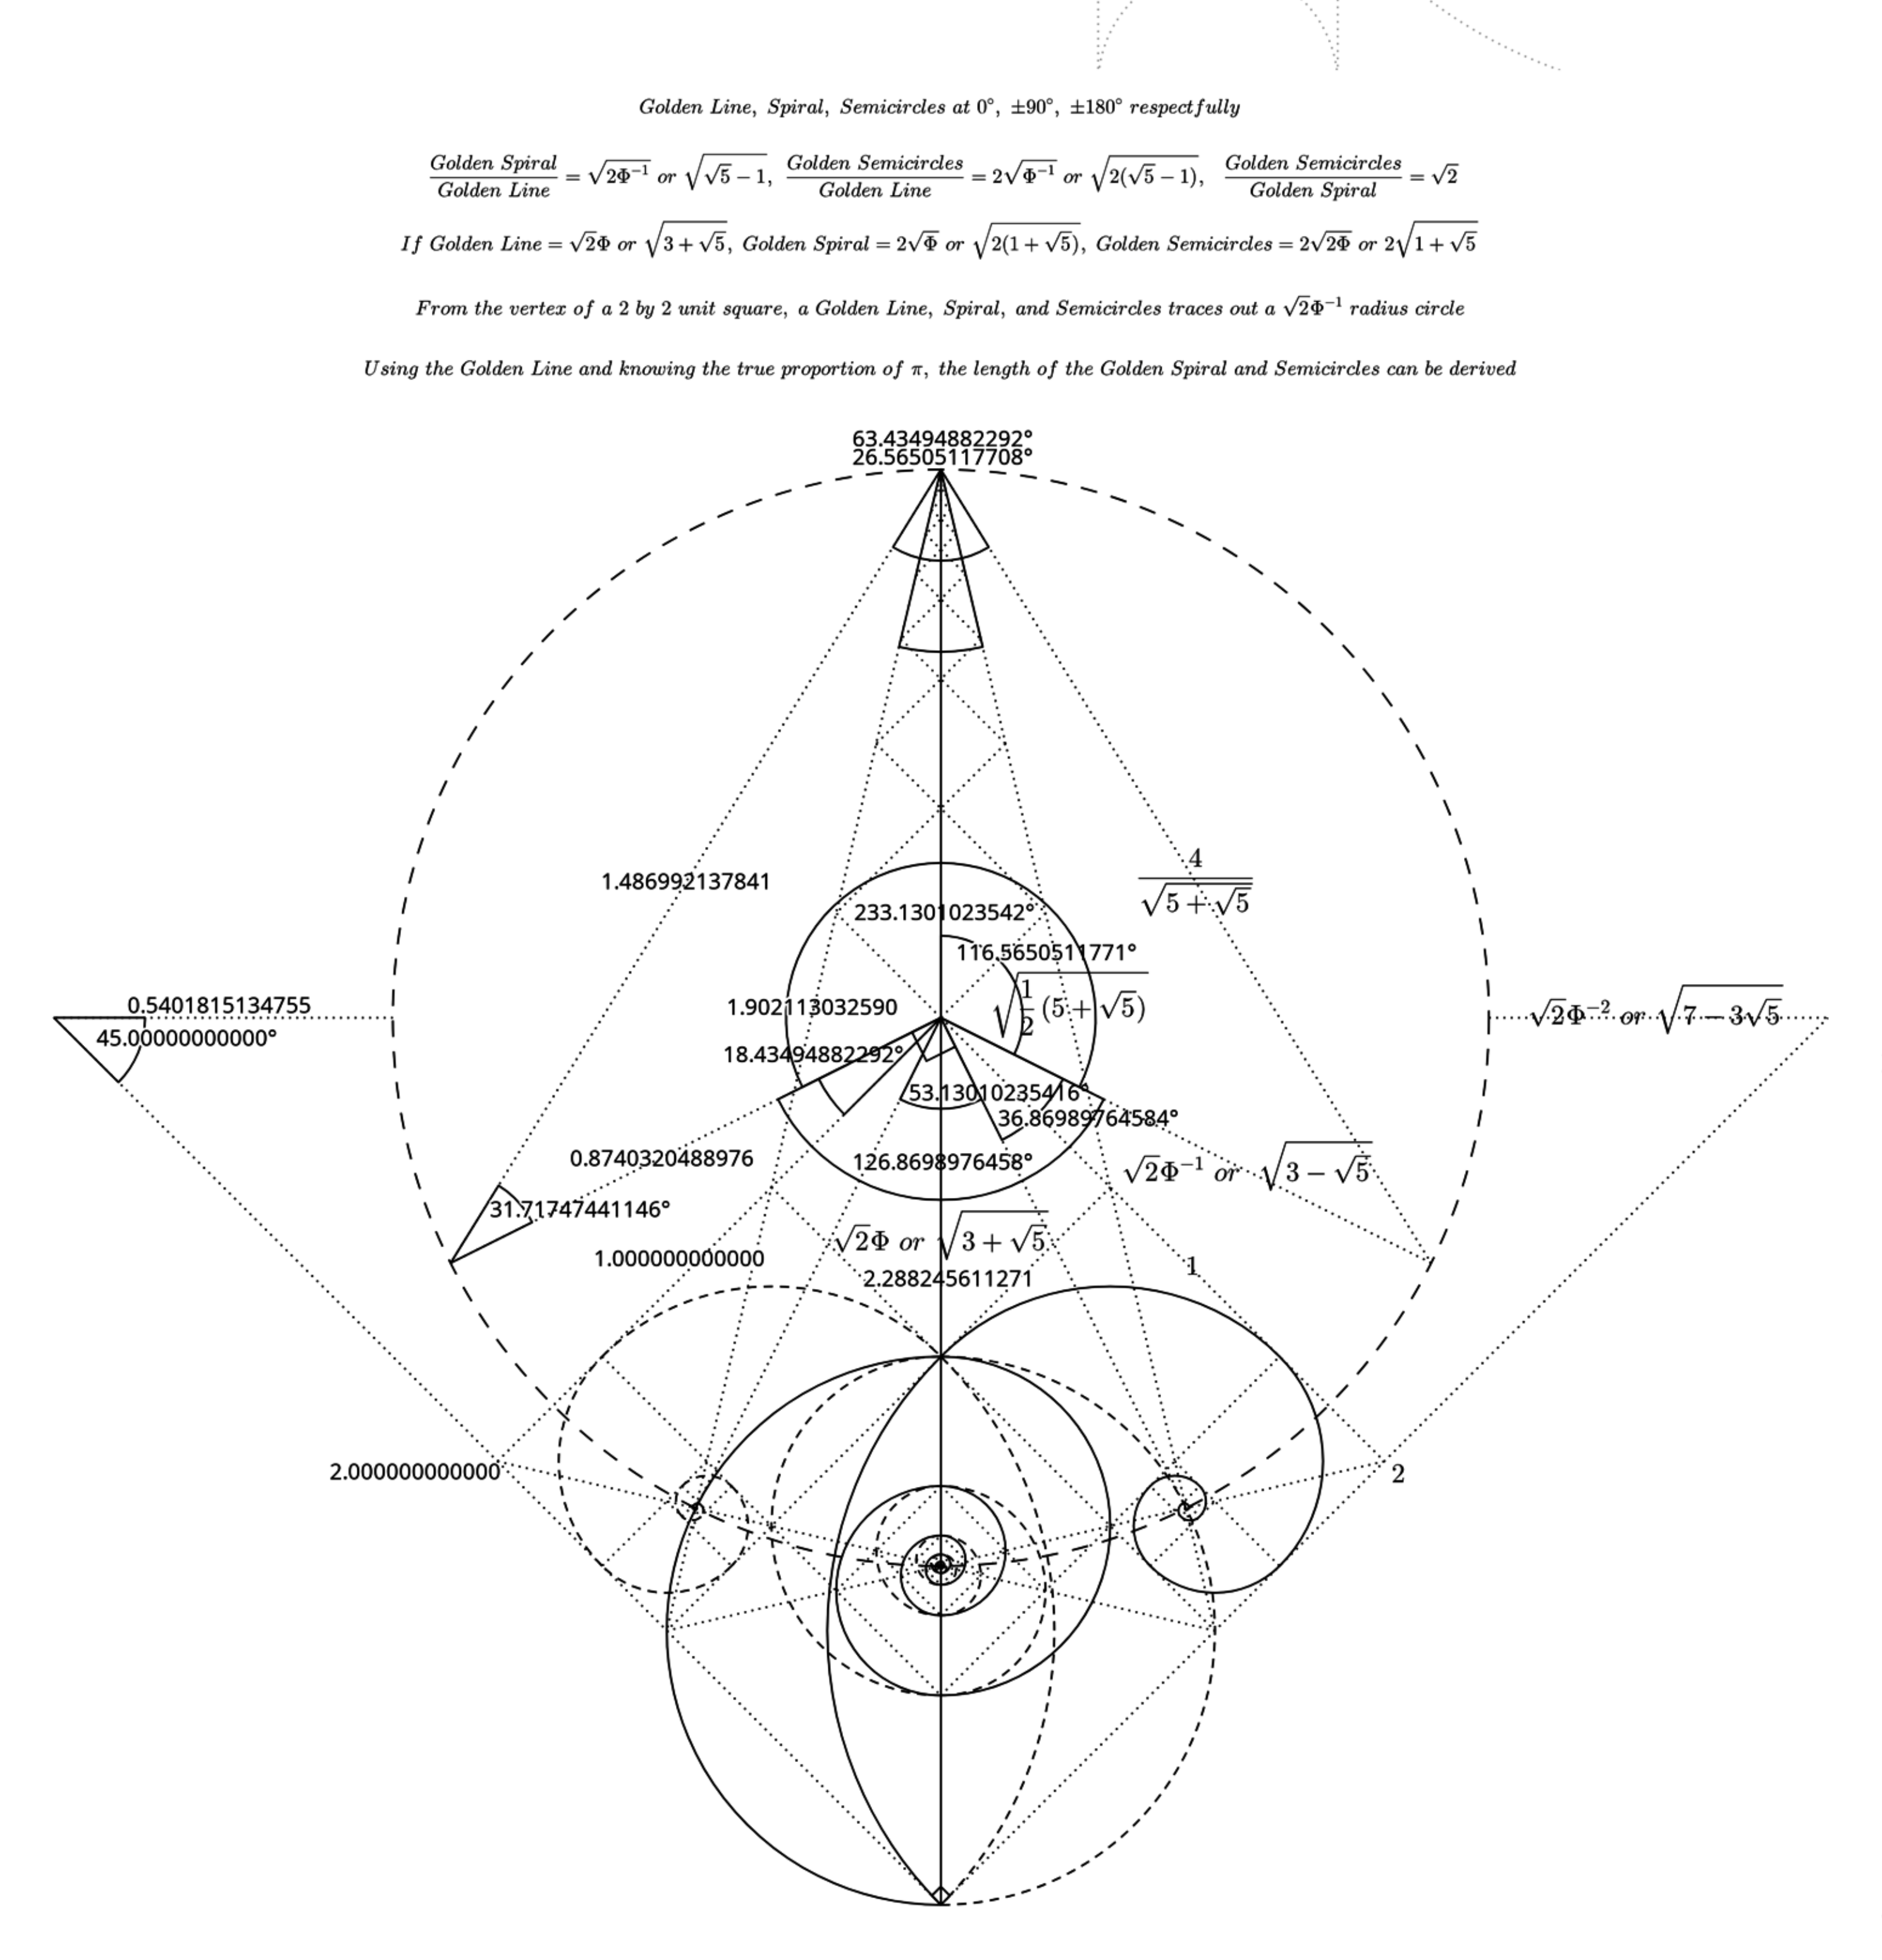 Golden Line, Spiral, Semicircles at 0°, ±90°, ±180° respectfully
Golden Spiral / Golden Line = √(2Φ⁻¹) or √(√5 − 1), Golden Semicircles / Golden Line = 2√(Φ⁻¹) or √(2(√5 − 1)), Golden Semicircles / Golden Spiral = √2
If Golden Line = √2Φ or √(3 + √5), Golden Spiral = 2√Φ or √(2(1 + √5)), Golden Semicircles = 2√(2Φ) or 2√(1 + √5)
From the vertex of a 2 by 2 unit square, a Golden Line, Spiral, and Semicircles traces out a √2Φ⁻¹ radius circle
Using the Golden Line and knowing the true proportion of π, the length of the Golden Spiral and Semicircles can be derived
63.43494882292°
26.56505117708°
1.486992137841
4 / √(5 + √5)
233.1301023542°
116.5650511771°
0.5401815134755
1.902113032590
√(1/2 (5 + √5))
√2Φ⁻² or √(7 − 3√5)
45.00000000000°
18.43494882292°
53.13010235416°
36.86989764584°
0.8740320488976
126.8698976458°
√2Φ⁻¹ or √(3 − √5)
31.71747441146°
√2Φ or √(3 + √5)
1.000000000000
1
2.288245611271
2.000000000000
2